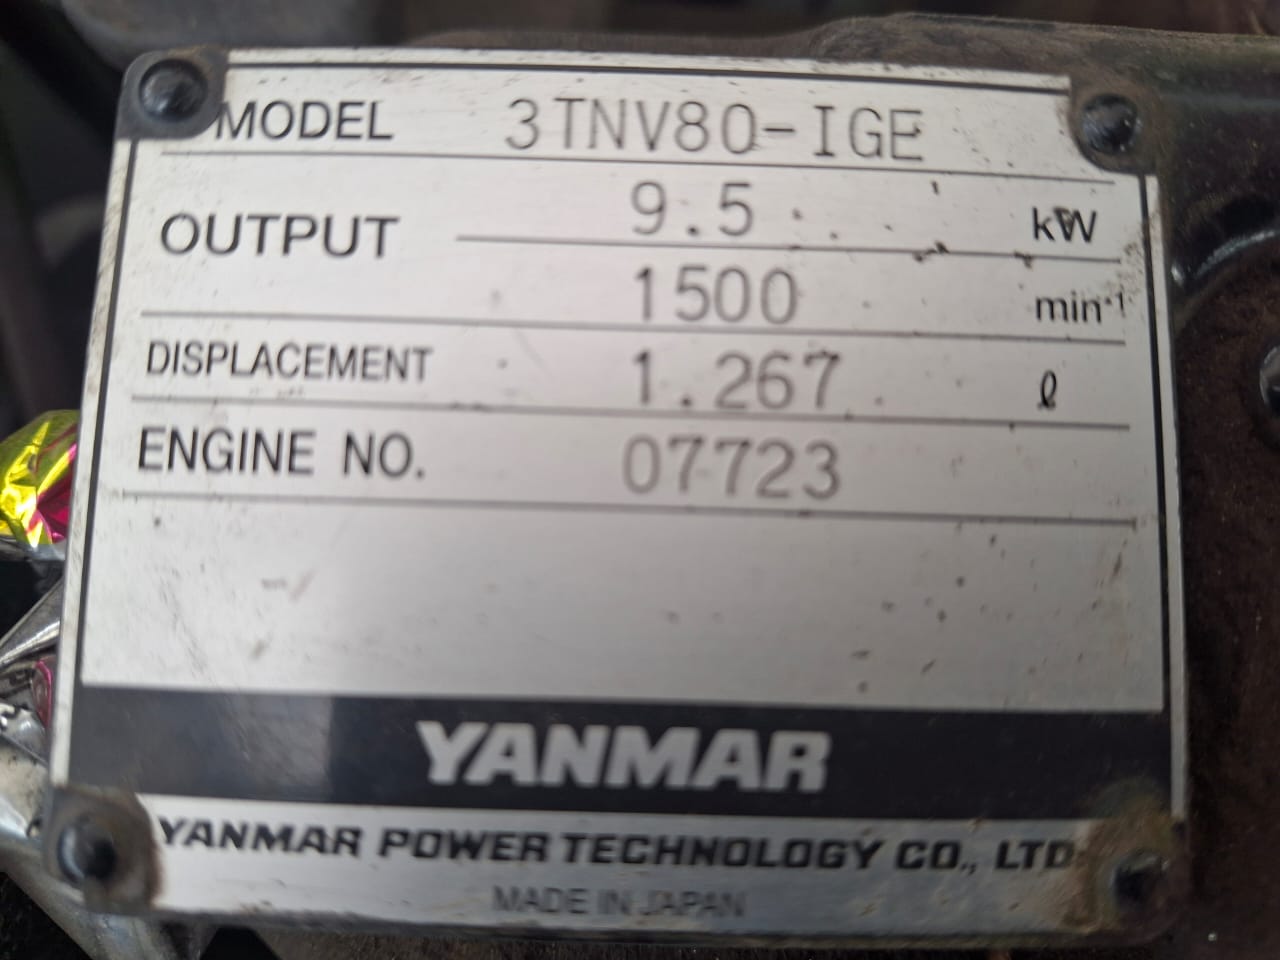 MODEL 3TNV80-IGE
OUTPUT 9.5 kW
1500 min-1
DISPLACEMENT 1.267 ℓ
ENGINE NO. 07723
YANMAR
YANMAR POWER TECHNOLOGY CO., LTD.
MADE IN JAPAN